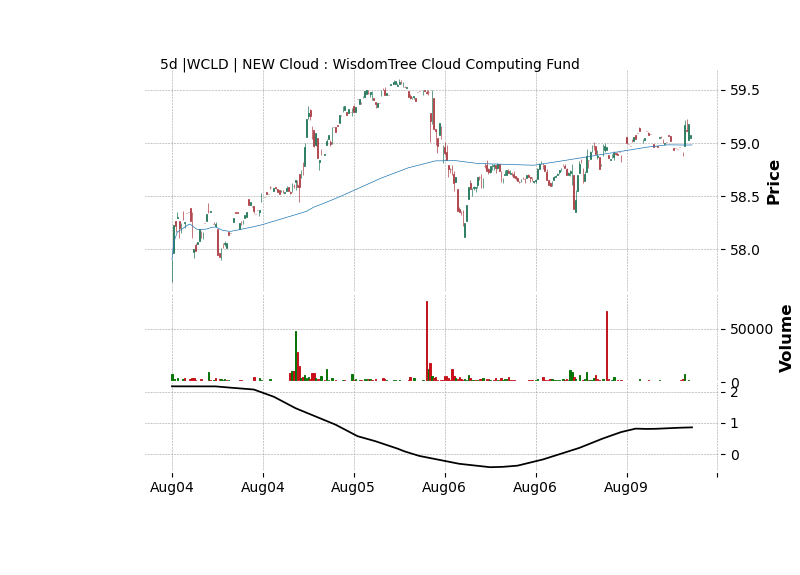 5d |WCLD | NEW Cloud : WisdomTree Cloud Computing Fund
59.5
59.0
58.5
58.0
Price
50000
0
Volume
2
1
0
Aug04 Aug04 Aug05 Aug06 Aug06 Aug09